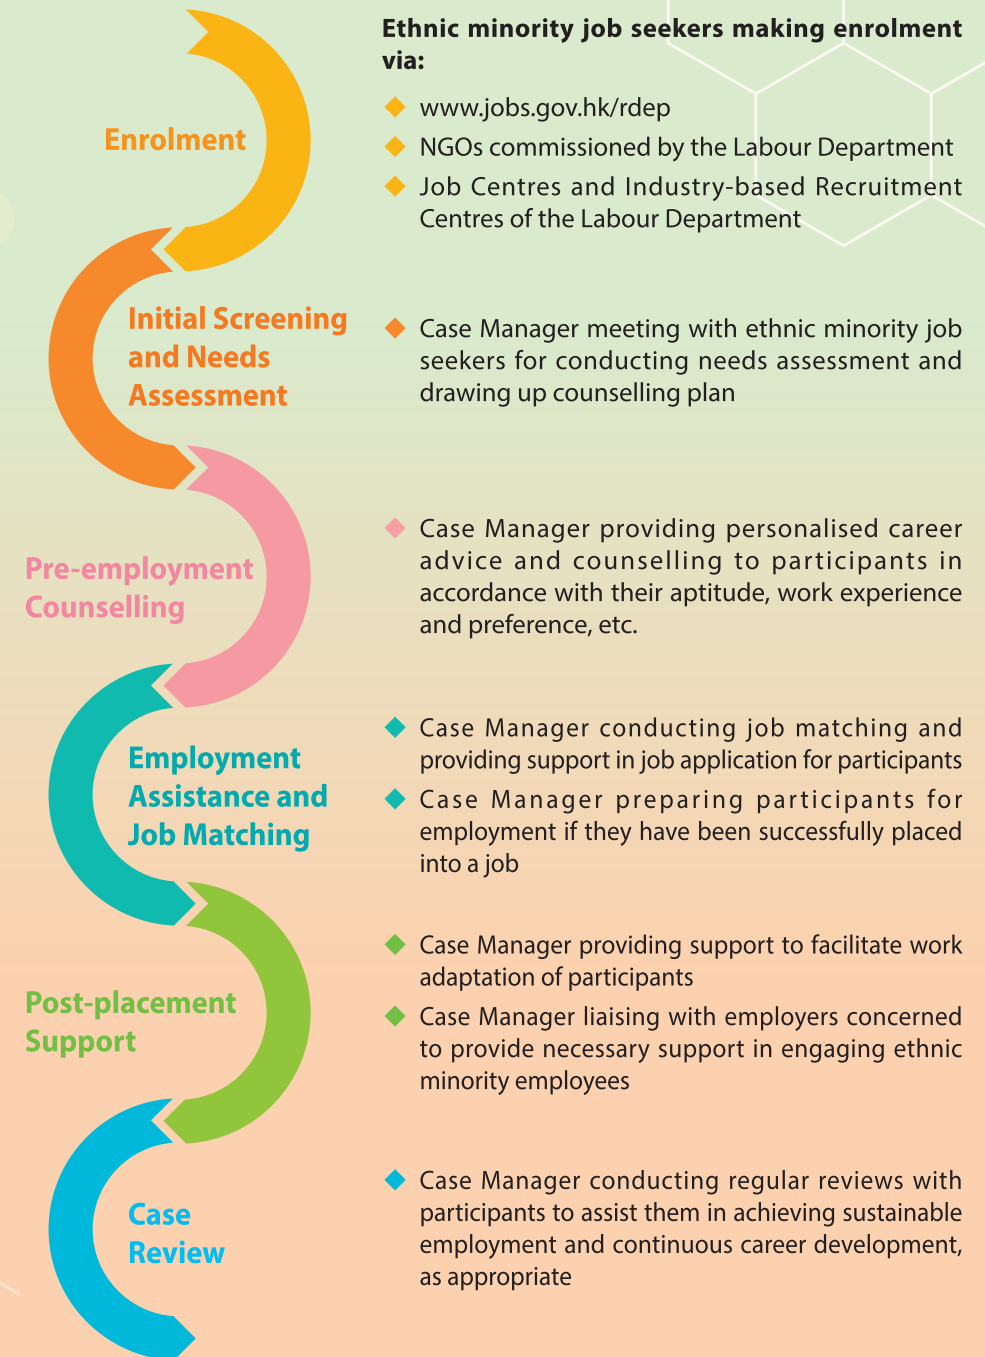 Ethnic minority job seekers making enrolment
via:
Enrolment
www.jobs.gov.hk/rdep
NGOs commissioned by the Labour Department
Job Centres and Industry-based Recruitment
Centres of the Labour Department
Initial Screening
and Needs
Assessment
Case Manager meeting with ethnic minority job
seekers for conducting needs assessment and
drawing up counselling plan
Pre-employment
Counselling
Case Manager providing personalised career
advice and counselling to participants in
accordance with their aptitude, work experience
and preference, etc.
Employment
Assistance and
Job Matching
Case Manager conducting job matching and
providing support in job application for participants
Case Manager preparing participants for
employment if they have been successfully placed
into a job
Post-placement
Support
Case Manager providing support to facilitate work
adaptation of participants
Case Manager liaising with employers concerned
to provide necessary support in engaging ethnic
minority employees
Case
Review
Case Manager conducting regular reviews with
participants to assist them in achieving sustainable
employment and continuous career development,
as appropriate